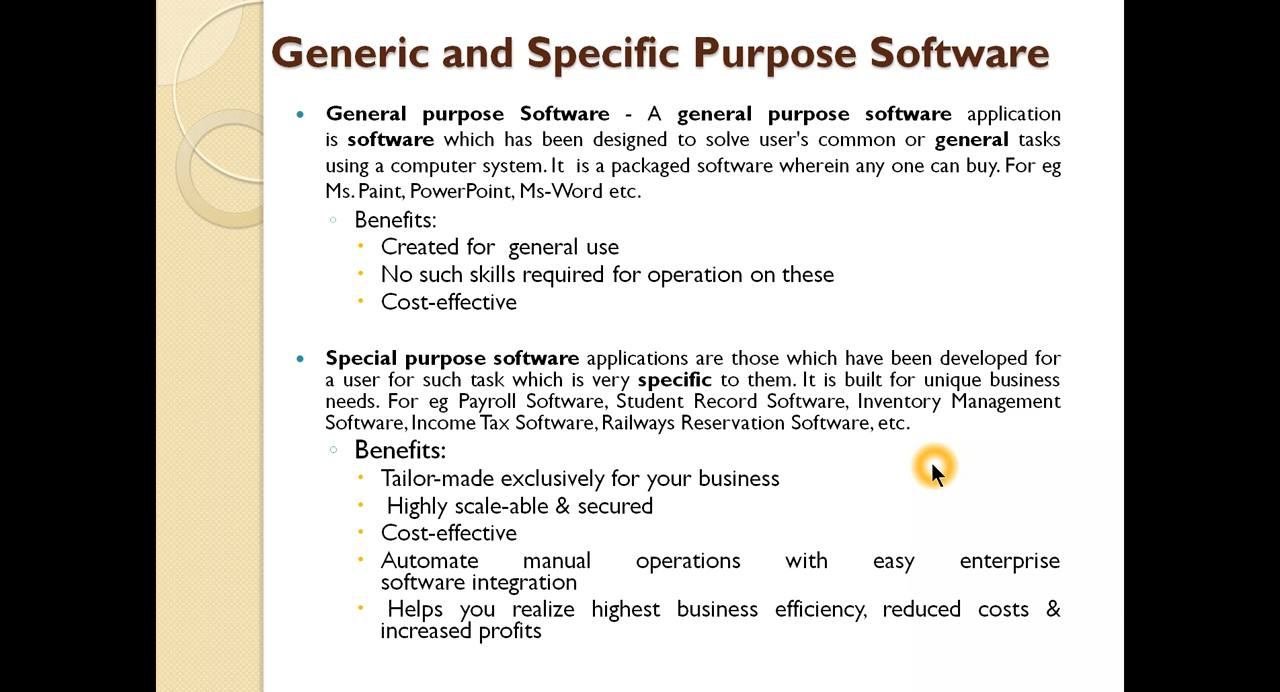 Generic and Specific Purpose Software
• General purpose Software - A general purpose software application
is software which has been designed to solve user's common or general tasks
using a computer system. It is a packaged software wherein any one can buy. For eg
Ms. Paint, PowerPoint, Ms-Word etc.
○ Benefits:
• Created for general use
• No such skills required for operation on these
• Cost-effective
• Special purpose software applications are those which have been developed for
a user for such task which is very specific to them. It is built for unique business
needs. For eg Payroll Software, Student Record Software, Inventory Management
Software, Income Tax Software, Railways Reservation Software, etc.
○ Benefits:
• Tailor-made exclusively for your business
• Highly scale-able & secured
• Cost-effective
• Automate manual operations with easy enterprise
software integration
• Helps you realize highest business efficiency, reduced costs &
increased profits